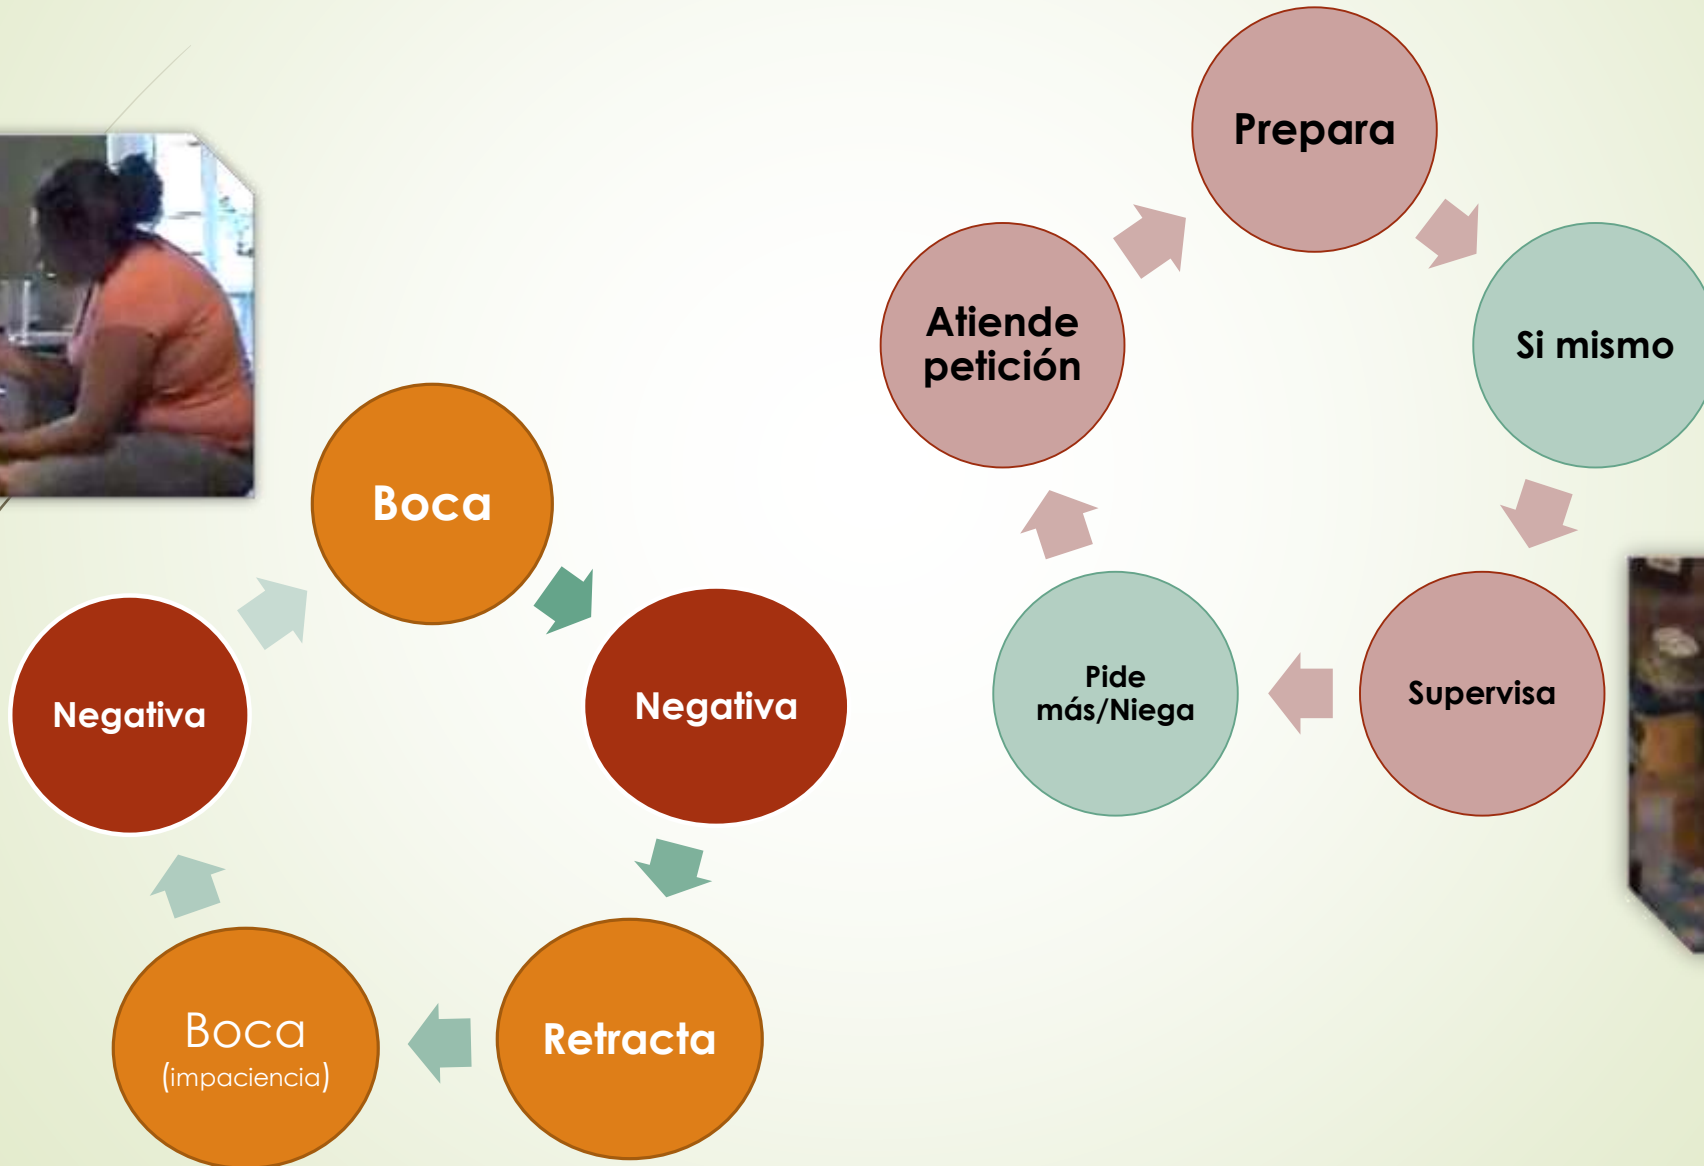 Boca
Negativa
Retracta
Boca
(impaciencia)
Negativa
Prepara
Si mismo
Supervisa
Pide
más/Niega
Atiende
petición